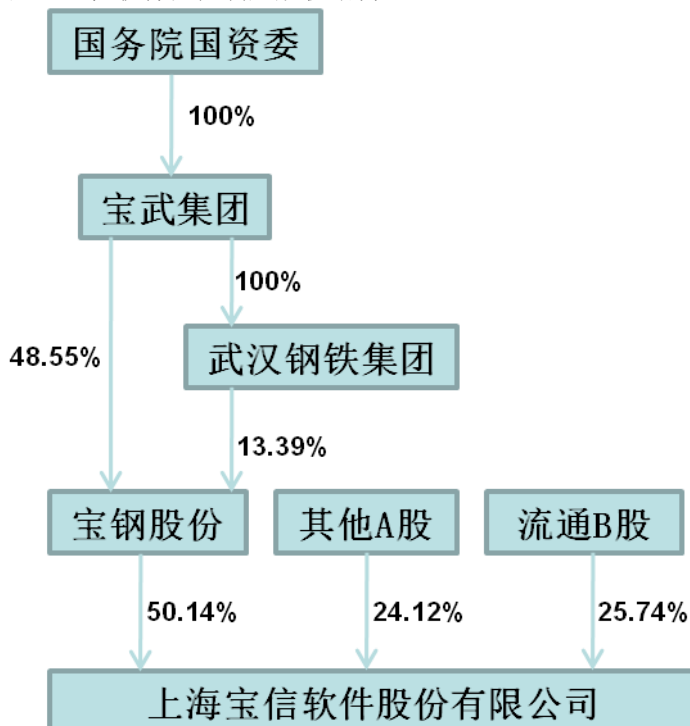 国务院国资委
100%
宝武集团
100%
48.55%
武汉钢铁集团
13.39%
宝钢股份
其他A股
流通B股
50.14%
24.12%
25.74%
上海宝信软件股份有限公司